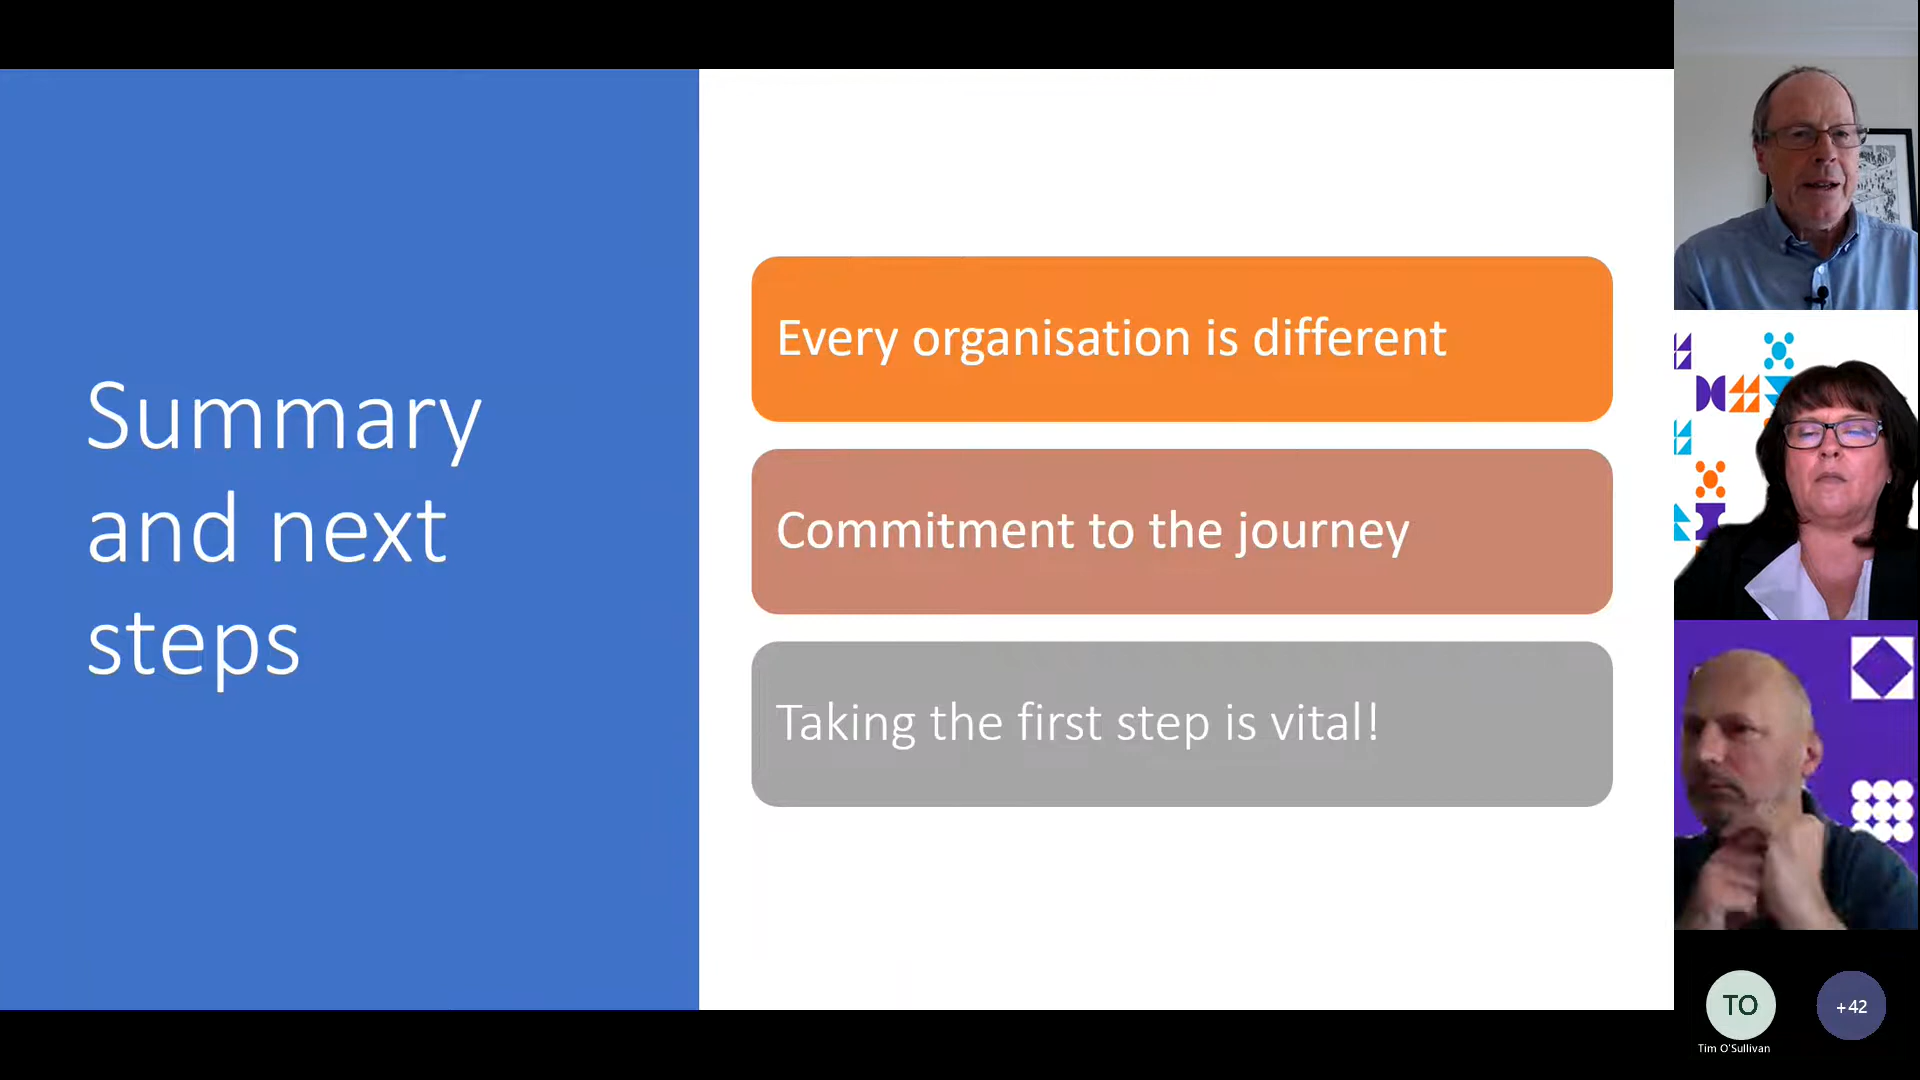 Summary
and next
steps
Every organisation is different
Commitment to the journey
Taking the first step is vital!
TO
+42
Tim O'Sullivan